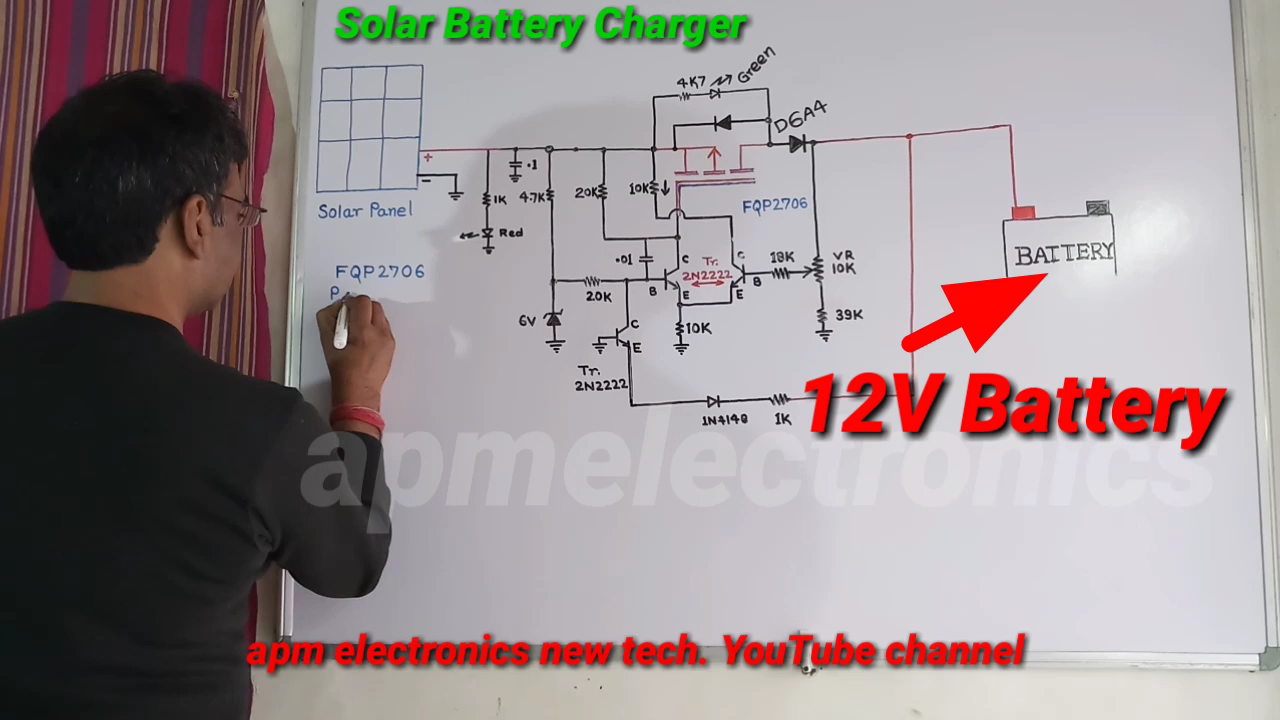 Solar Battery Charger
4K7
Green
D6A4
+
-
.1
1K
4.7K
20K
10K
FQP2706
Solar Panel
Red
BATTERY
.01
C
Tr.
2N2222
C
18K
VR
10K
FQP2706
P
20K
B
E
B
E
6V
C
10K
39K
E
Tr.
2N2222
1N4148
1K
12V Battery
apmelectronics
apm electronics new tech. YouTube channel